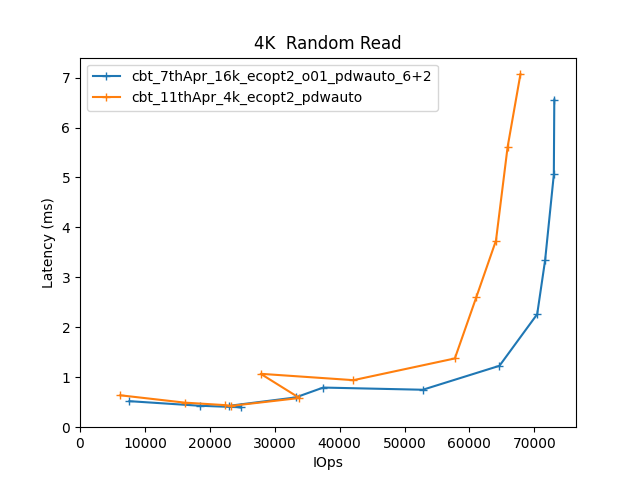 4K  Random Read
cbt_7thApr_16k_ecopt2_o01_pdwauto_6+2
cbt_11thApr_4k_ecopt2_pdwauto
Latency (ms)
7
6
5
4
3
2
1
0
0 10000 20000 30000 40000 50000 60000 70000
IOps